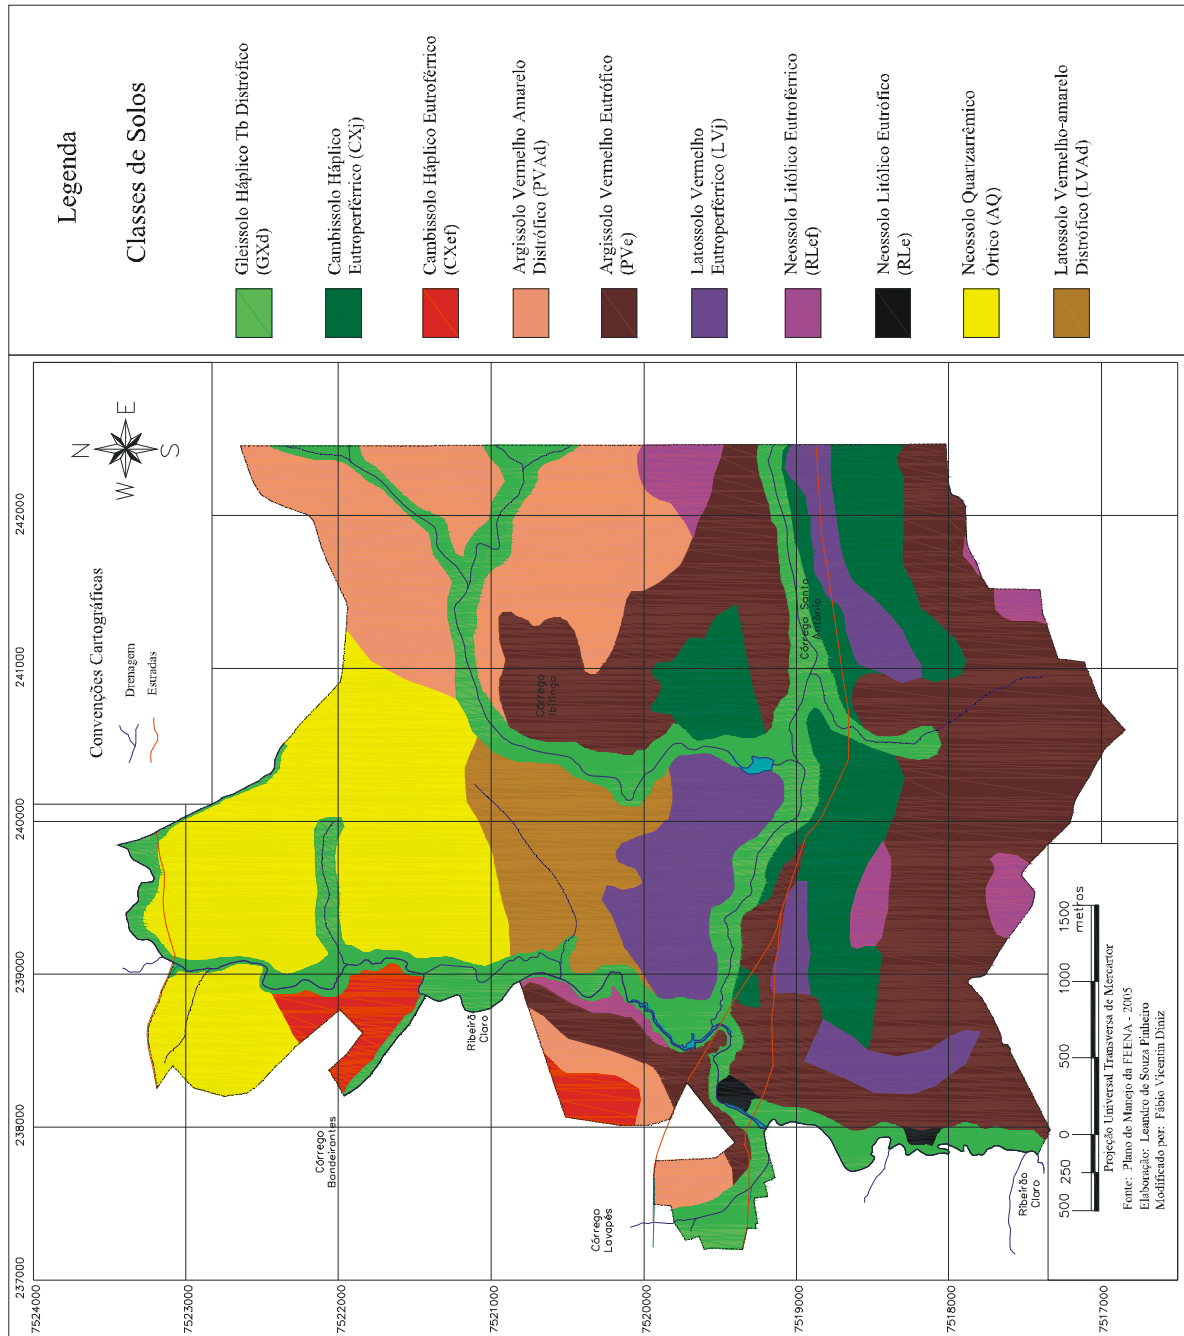 Legenda
Classes de Solos
Gleissolo Háplico Tb Distrófico
(GXd)
Cambissolo Háplico
Eutroperférrico (CXj)
Cambissolo Háplico Eutroférrico
(CXef)
Argissolo Vermelho Amarelo
Distrófico (PVAd)
Argissolo Vermelho Eutrófico
(PVe)
Latossolo Vermelho
Eutroperférrico (LVj)
Neossolo Litólico Eutroférrico
(RLef)
Neossolo Litólico Eutrófico
(RLe)
Neossolo Quartzarrêmico
Órtico (AQ)
Latossolo Vermelho-amarelo
Distrófico (LVAd)
N
E
W
S
Convenções Cartográficas
Drenagem
Estradas
237000
238000
239000
240000
241000
242000
7524000
7523000
7522000
7521000
7520000
7519000
7518000
7517000
Córrego
Bandeirantes
Ribeirão
Claro
Córrego
Ibitinga
Córrego Santo
Antônio
Córrego
Lavapés
Ribeirão
Claro
500
250
0
500
1000
1500
metros
Projeção Universal Transversa de Mercartor
Fonte: Plano de Manejo da FEENA - 2005
Elaboração: Leandro de Souza Pinheiro
Modificado por: Fábio Vicentin Diniz